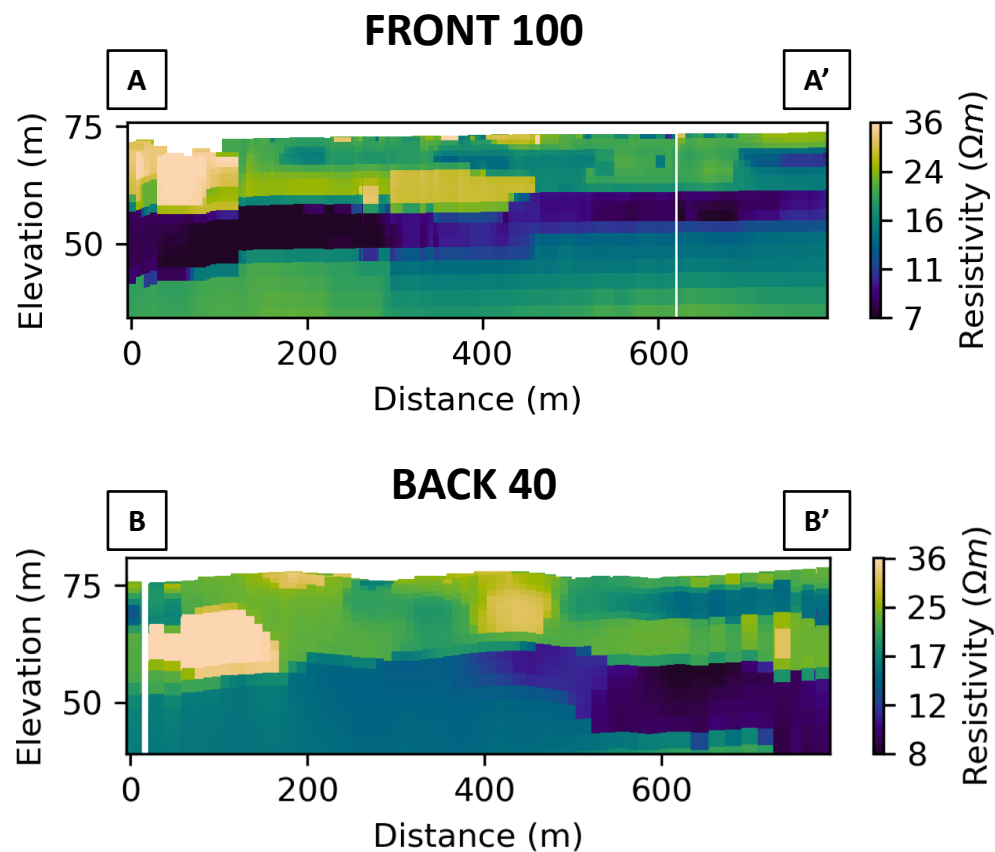 FRONT 100
A
A’
75
50
Elevation (m)
0
200
400
600
Distance (m)
36
24
16
11
7
Resistivity (Ωm)
BACK 40
B
B’
75
50
Elevation (m)
0
200
400
600
Distance (m)
36
25
17
12
8
Resistivity (Ωm)